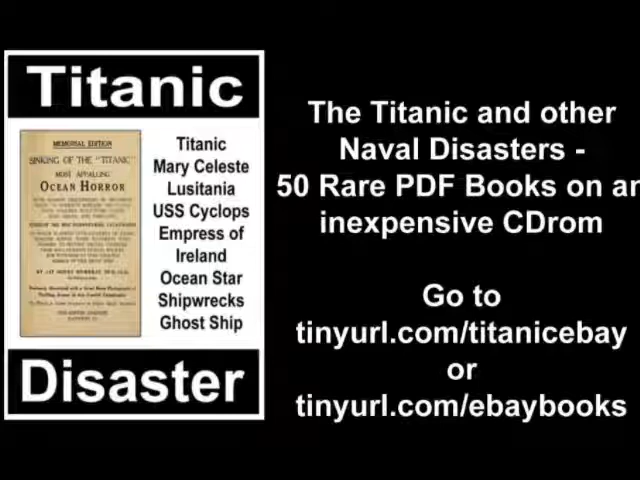 Titanic
MEMORIAL EDITION
SINKING OF THE "TITANIC"
MOST APPALLING
OCEAN HORROR
Titanic
Mary Celeste
Lusitania
USS Cyclops
Empress of
Ireland
Ocean Star
Shipwrecks
Ghost Ship
Disaster
The Titanic and other
Naval Disasters -
50 Rare PDF Books on an
inexpensive CDrom
Go to
tinyurl.com/titanicebay
or
tinyurl.com/ebaybooks